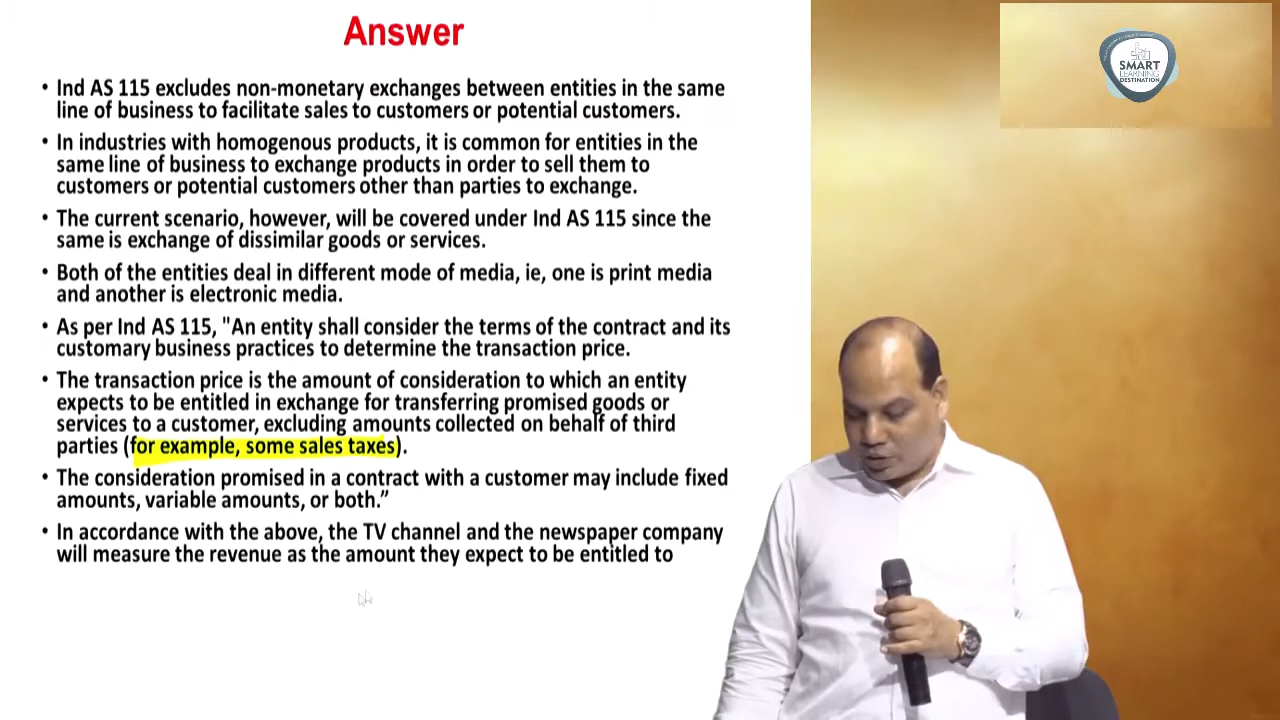 Answer
• Ind AS 115 excludes non-monetary exchanges between entities in the same
line of business to facilitate sales to customers or potential customers.
• In industries with homogenous products, it is common for entities in the
same line of business to exchange products in order to sell them to
customers or potential customers other than parties to exchange.
• The current scenario, however, will be covered under Ind AS 115 since the
same is exchange of dissimilar goods or services.
• Both of the entities deal in different mode of media, ie, one is print media
and another is electronic media.
• As per Ind AS 115, "An entity shall consider the terms of the contract and its
customary business practices to determine the transaction price.
• The transaction price is the amount of consideration to which an entity
expects to be entitled in exchange for transferring promised goods or
services to a customer, excluding amounts collected on behalf of third
parties (for example, some sales taxes).
• The consideration promised in a contract with a customer may include fixed
amounts, variable amounts, or both.”
• In accordance with the above, the TV channel and the newspaper company
will measure the revenue as the amount they expect to be entitled to
SMART
LEARNING
DESTINATION